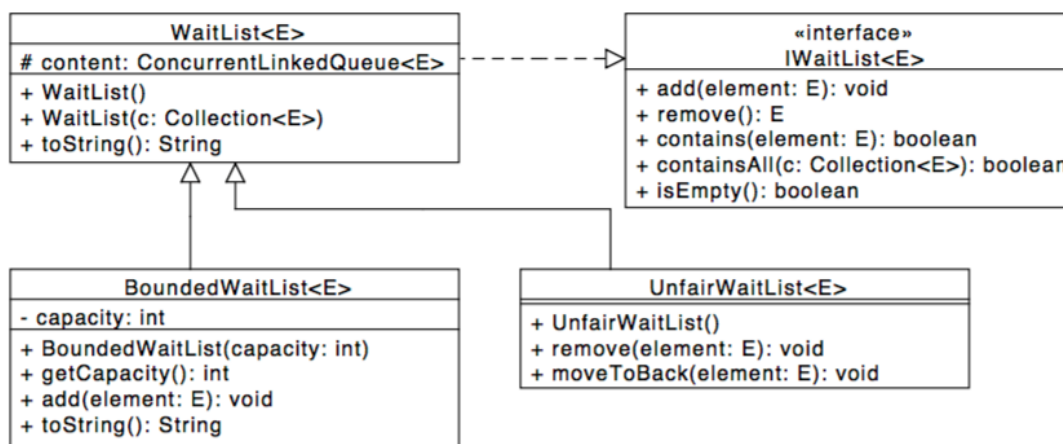 WaitList<E>
# content: ConcurrentLinkedQueue<E>
+ WaitList()
+ WaitList(c: Collection<E>)
+ toString(): String
«interface»
IWaitList<E>
+ add(element: E): void
+ remove(): E
+ contains(element: E): boolean
+ containsAll(c: Collection<E>): boolean
+ isEmpty(): boolean
BoundedWaitList<E>
- capacity: int
+ BoundedWaitList(capacity: int)
+ getCapacity(): int
+ add(element: E): void
+ toString(): String
UnfairWaitList<E>
+ UnfairWaitList()
+ remove(element: E): void
+ moveToBack(element: E): void